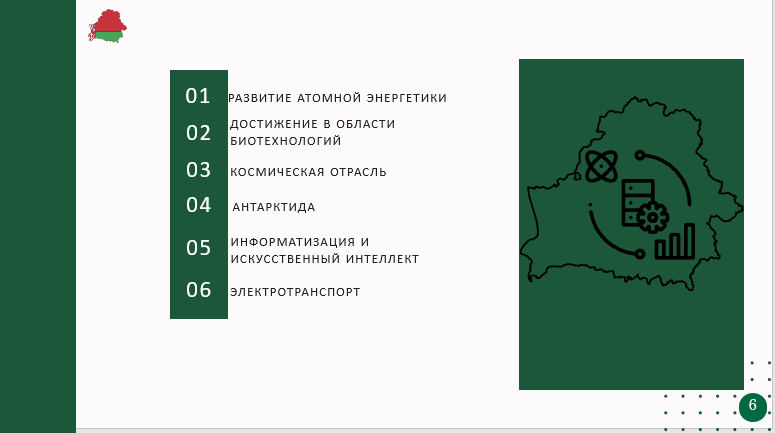 01 РАЗВИТИЕ АТОМНОЙ ЭНЕРГЕТИКИ
02 ДОСТИЖЕНИЕ В ОБЛАСТИ
БИОТЕХНОЛОГИЙ
03 КОСМИЧЕСКАЯ ОТРАСЛЬ
04 АНТАРКТИДА
05 ИНФОРМАТИЗАЦИЯ И
ИСКУССТВЕННЫЙ ИНТЕЛЛЕКТ
06 ЭЛЕКТРОТРАНСПОРТ
6